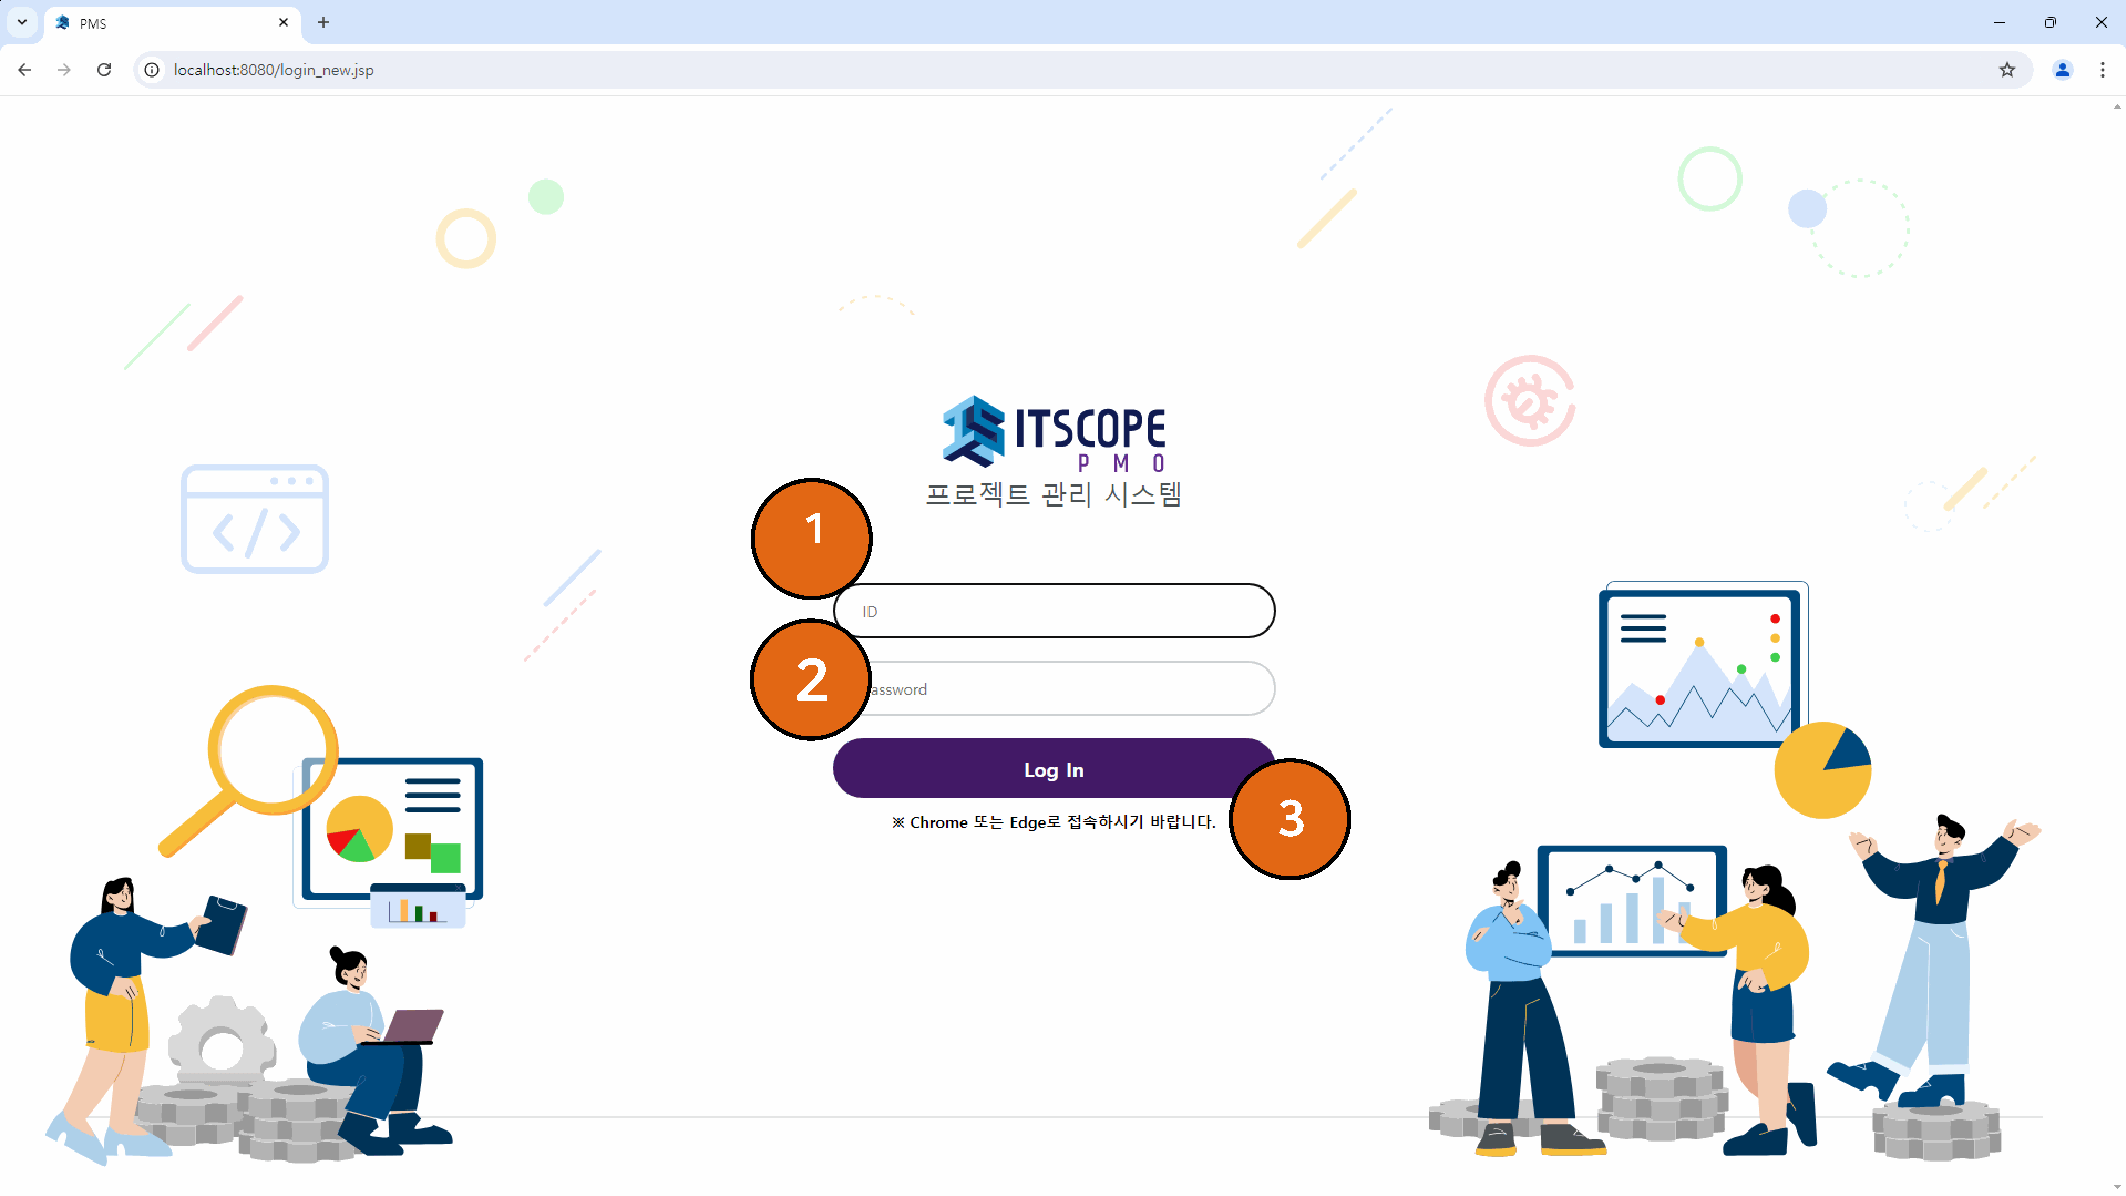 PMS
localhost:8080/login_new.jsp
ITSCOPE
PMO
프로젝트 관리 시스템
1
ID
2
assword
Log In
3
※ Chrome 또는 Edge로 접속하시기 바랍니다.